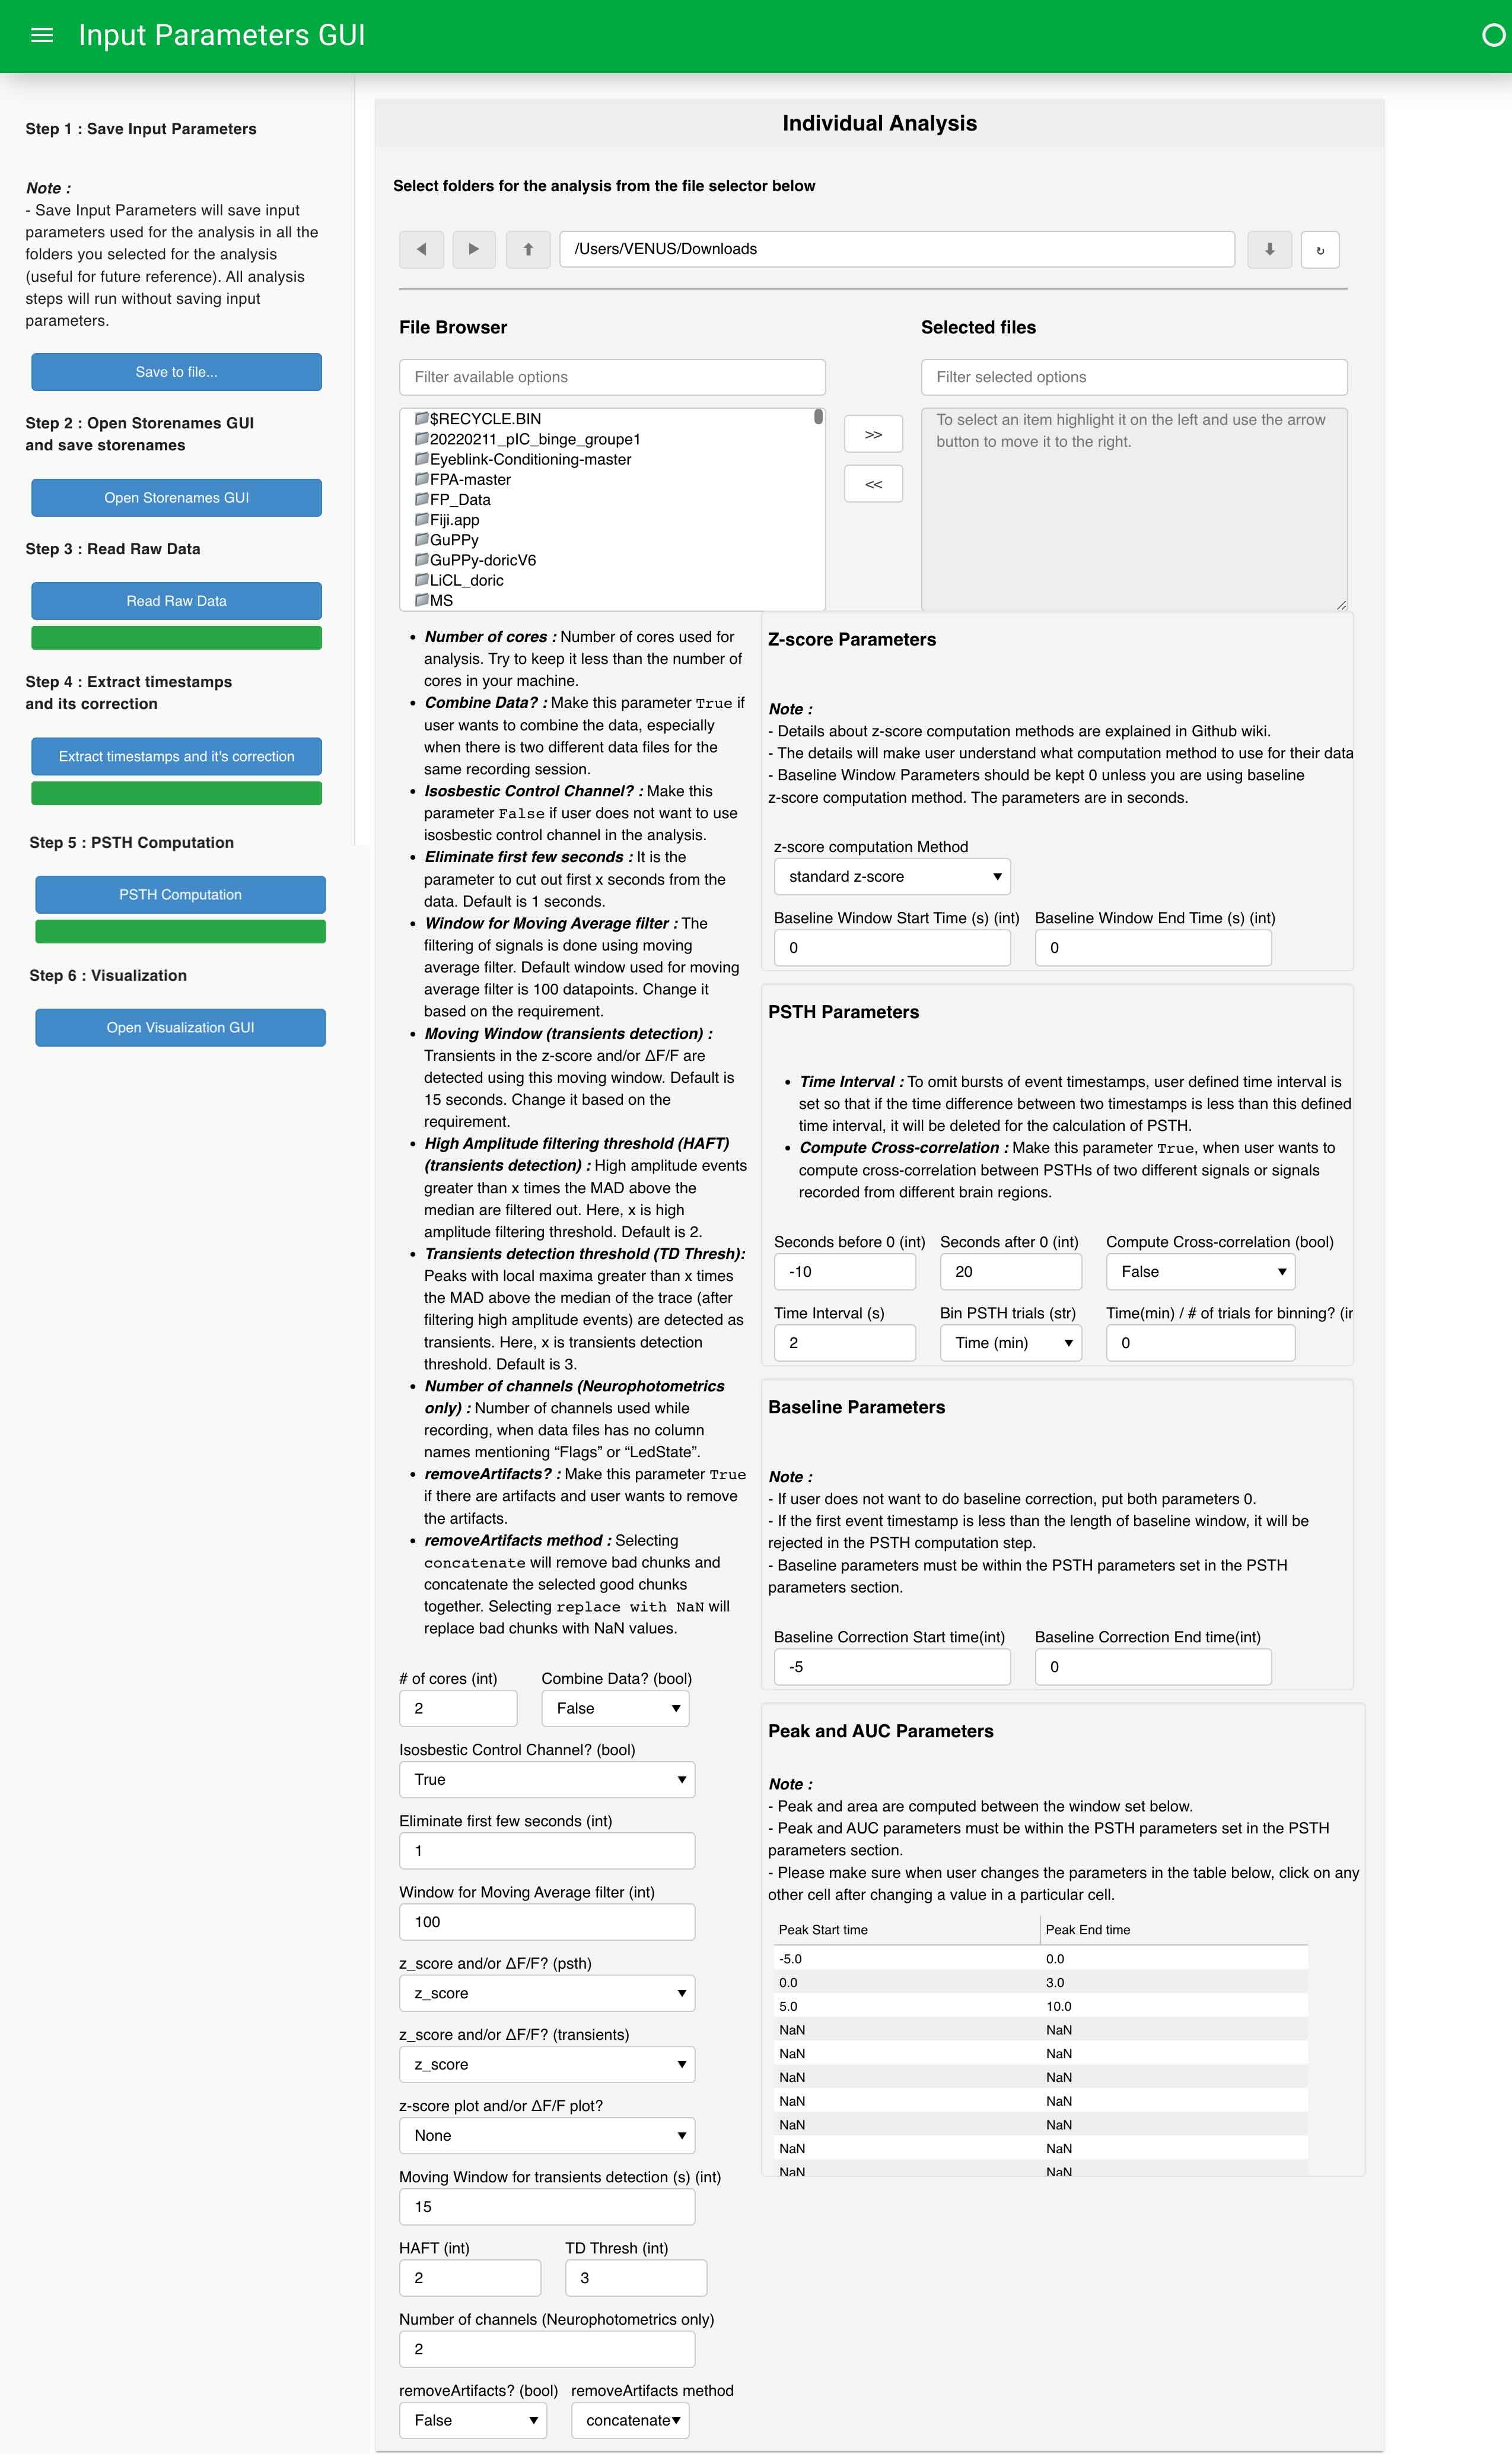 Input Parameters GUI
Step 1 : Save Input Parameters
Note :
- Save Input Parameters will save input
parameters used for the analysis in all the
folders you selected for the analysis
(useful for future reference). All analysis
steps will run without saving input
parameters.
Save to file...
Step 2 : Open Storenames GUI
and save storenames
Open Storenames GUI
Step 3 : Read Raw Data
Read Raw Data
Step 4 : Extract timestamps
and its correction
Extract timestamps and it's correction
Step 5 : PSTH Computation
PSTH Computation
Step 6 : Visualization
Open Visualization GUI
Individual Analysis
Select folders for the analysis from the file selector below
/Users/VENUS/Downloads
File Browser
Filter available options
$RECYCLE.BIN
20220211_pIC_binge_groupe1
Eyeblink-Conditioning-master
FPA-master
FP_Data
Fiji.app
GuPPy
GuPPy-doricV6
LiCL_doric
MS
>>
<<
Selected files
Filter selected options
To select an item highlight it on the left and use the arrow
button to move it to the right.
• Number of cores : Number of cores used for
analysis. Try to keep it less than the number of
cores in your machine.
• Combine Data? : Make this parameter True if
user wants to combine the data, especially
when there is two different data files for the
same recording session.
• Isosbestic Control Channel? : Make this
parameter False if user does not want to use
isosbestic control channel in the analysis.
• Eliminate first few seconds : It is the
parameter to cut out first x seconds from the
data. Default is 1 seconds.
• Window for Moving Average filter : The
filtering of signals is done using moving
average filter. Default window used for moving
average filter is 100 datapoints. Change it
based on the requirement.
• Moving Window (transients detection) :
Transients in the z-score and/or ΔF/F are
detected using this moving window. Default is
15 seconds. Change it based on the
requirement.
• High Amplitude filtering threshold (HAFT)
(transients detection) : High amplitude events
greater than x times the MAD above the
median are filtered out. Here, x is high
amplitude filtering threshold. Default is 2.
• Transients detection threshold (TD Thresh):
Peaks with local maxima greater than x times
the MAD above the median of the trace (after
filtering high amplitude events) are detected as
transients. Here, x is transients detection
threshold. Default is 3.
• Number of channels (Neurophotometrics
only) : Number of channels used while
recording, when data files has no column
names mentioning “Flags” or “LedState”.
• removeArtifacts? : Make this parameter True
if there are artifacts and user wants to remove
the artifacts.
• removeArtifacts method : Selecting
concatenate will remove bad chunks and
concatenate the selected good chunks
together. Selecting replace with NaN will
replace bad chunks with NaN values.
# of cores (int) Combine Data? (bool)
2 False
Isosbestic Control Channel? (bool)
True
Eliminate first few seconds (int)
1
Window for Moving Average filter (int)
100
z_score and/or ΔF/F? (psth)
z_score
z_score and/or ΔF/F? (transients)
z_score
z-score plot and/or ΔF/F plot?
None
Moving Window for transients detection (s) (int)
15
HAFT (int) TD Thresh (int)
2 3
Number of channels (Neurophotometrics only)
2
removeArtifacts? (bool) removeArtifacts method
False concatenate
Z-score Parameters
Note :
- Details about z-score computation methods are explained in Github wiki.
- The details will make user understand what computation method to use for their data
- Baseline Window Parameters should be kept 0 unless you are using baseline
z-score computation method. The parameters are in seconds.
z-score computation Method
standard z-score
Baseline Window Start Time (s) (int) Baseline Window End Time (s) (int)
0 0
PSTH Parameters
• Time Interval : To omit bursts of event timestamps, user defined time interval is
set so that if the time difference between two timestamps is less than this defined
time interval, it will be deleted for the calculation of PSTH.
• Compute Cross-correlation : Make this parameter True, when user wants to
compute cross-correlation between PSTHs of two different signals or signals
recorded from different brain regions.
Seconds before 0 (int) Seconds after 0 (int) Compute Cross-correlation (bool)
-10 20 False
Time Interval (s) Bin PSTH trials (str) Time(min) / # of trials for binning? (in
2 Time (min) 0
Baseline Parameters
Note :
- If user does not want to do baseline correction, put both parameters 0.
- If the first event timestamp is less than the length of baseline window, it will be
rejected in the PSTH computation step.
- Baseline parameters must be within the PSTH parameters set in the PSTH
parameters section.
Baseline Correction Start time(int) Baseline Correction End time(int)
-5 0
Peak and AUC Parameters
Note :
- Peak and area are computed between the window set below.
- Peak and AUC parameters must be within the PSTH parameters set in the PSTH
parameters section.
- Please make sure when user changes the parameters in the table below, click on any
other cell after changing a value in a particular cell.
Peak Start time Peak End time
-5.0 0.0
0.0 3.0
5.0 10.0
NaN NaN
NaN NaN
NaN NaN
NaN NaN
NaN NaN
NaN NaN
NaN NaN